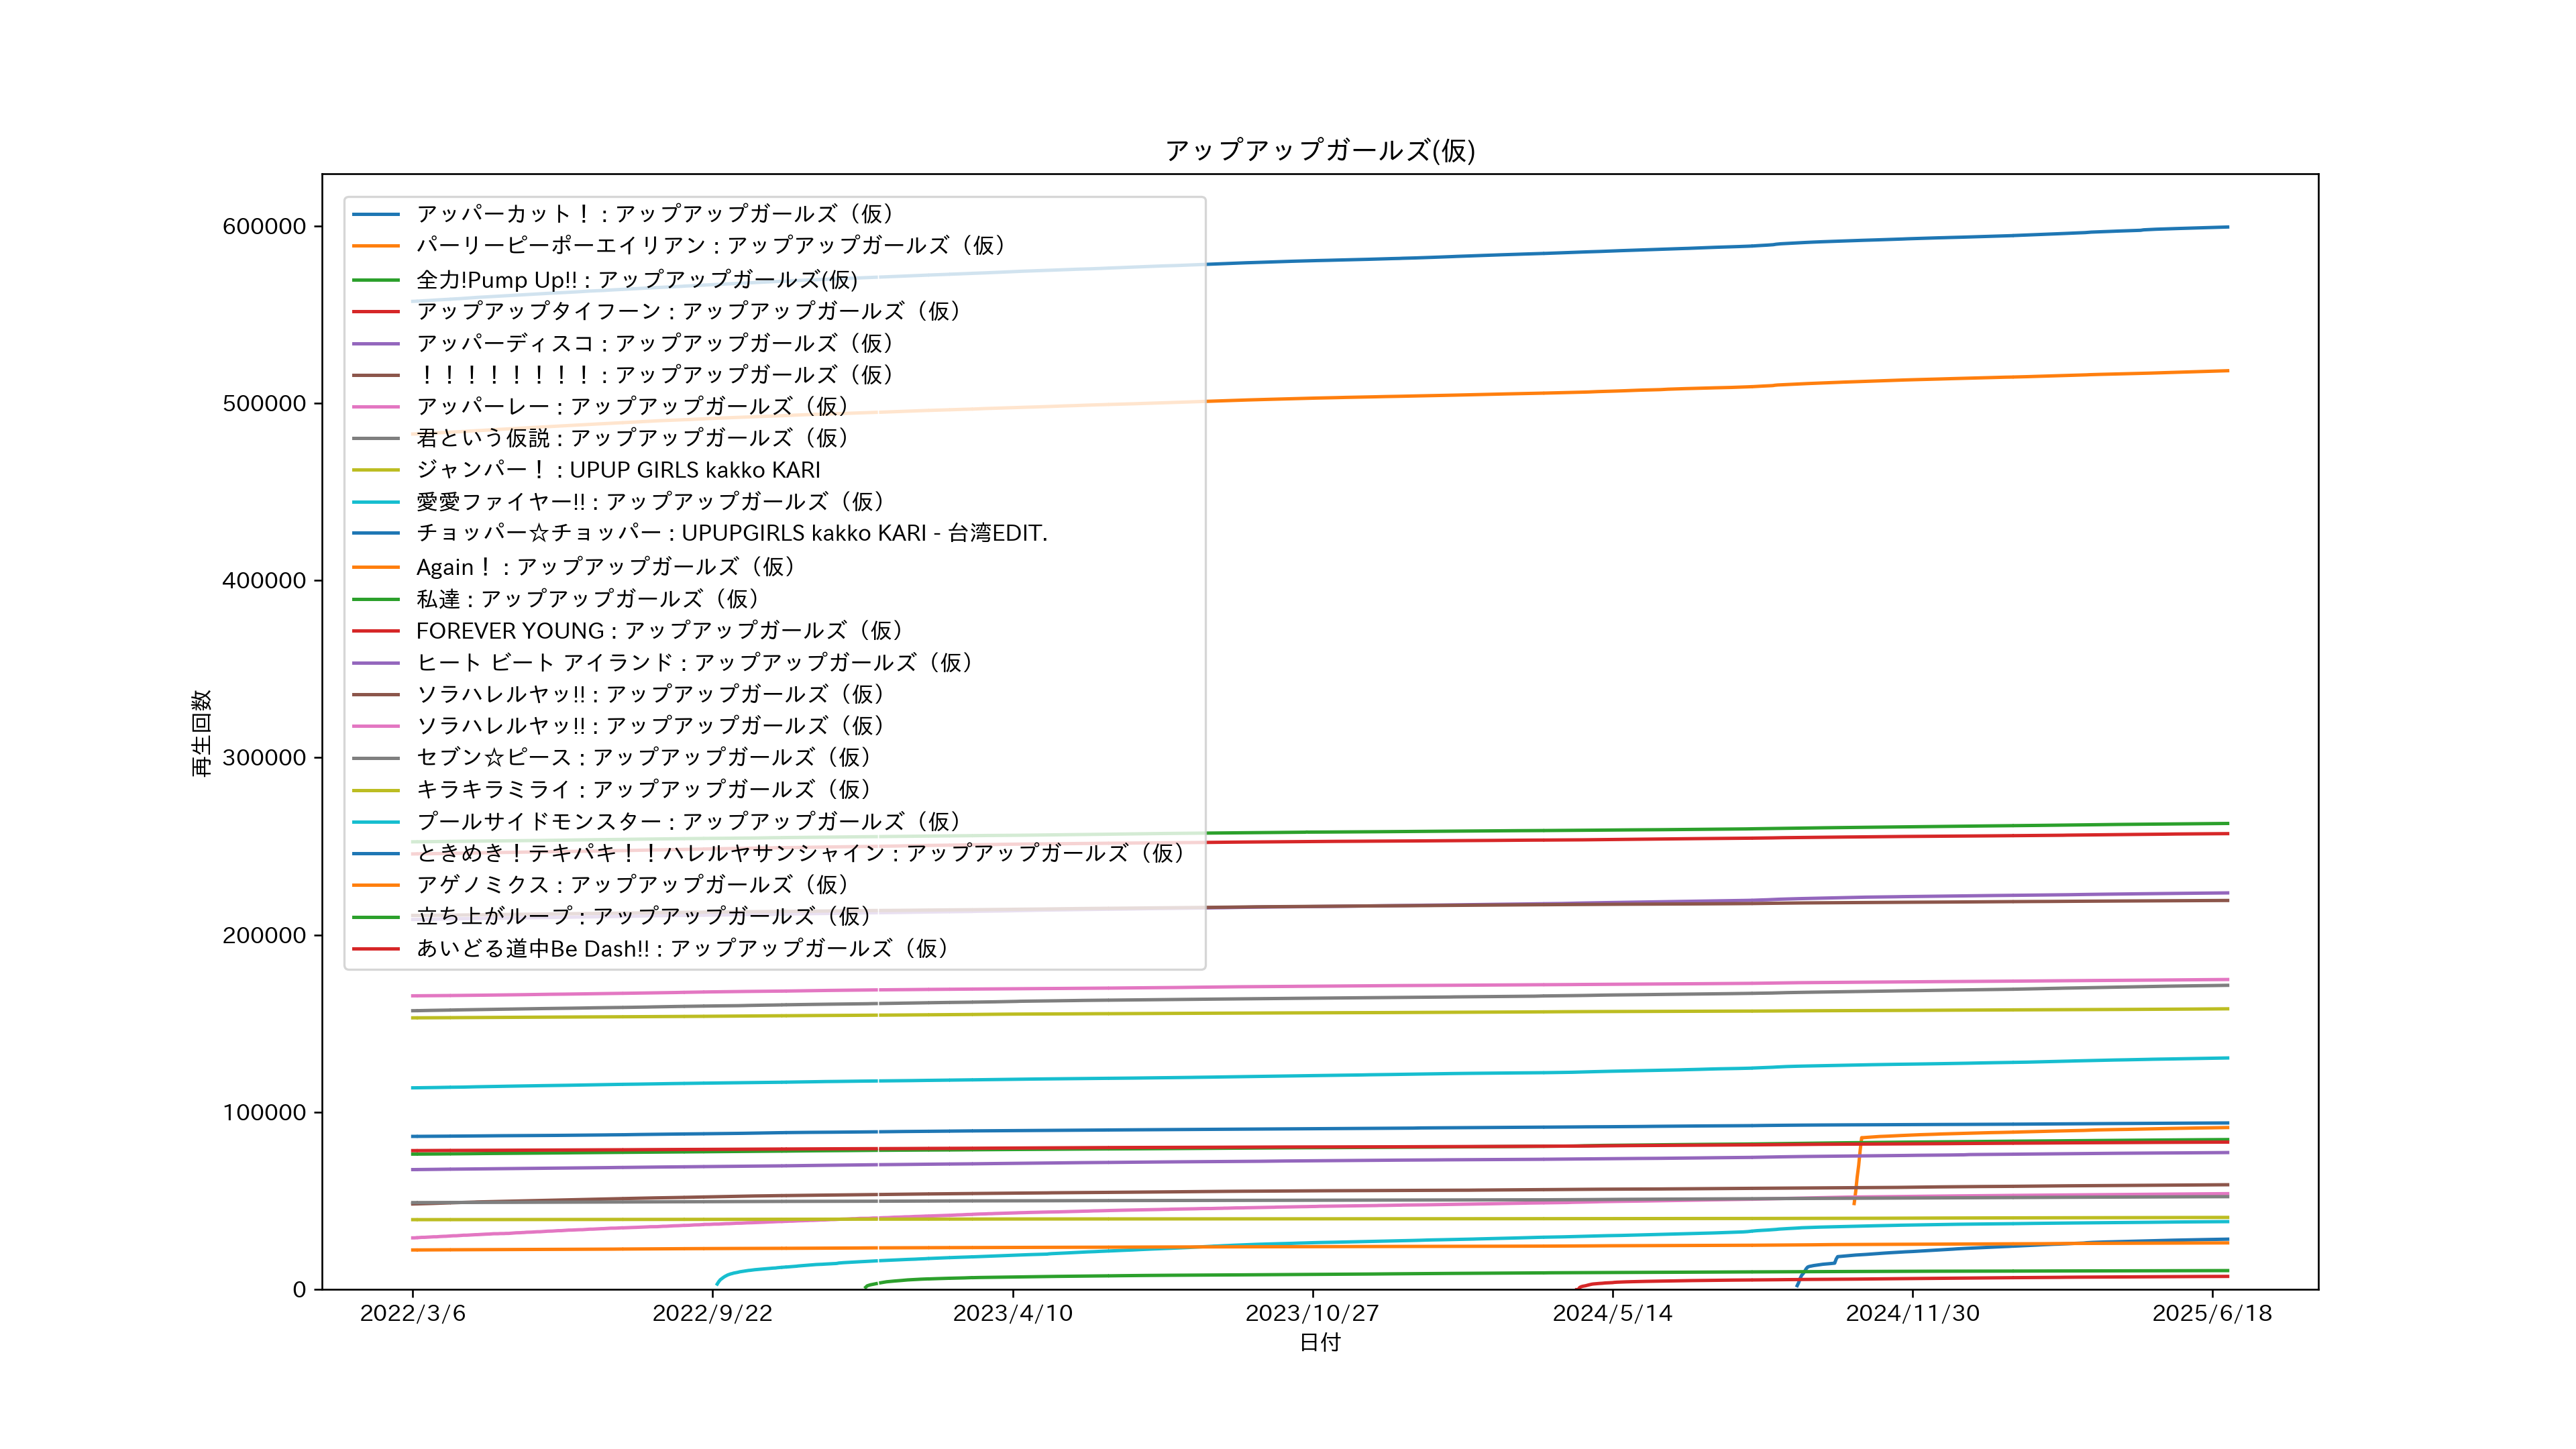 アップアップガールズ(仮)
アッパーカット！ : アップアップガールズ（仮）
パーリーピーポーエイリアン : アップアップガールズ（仮）
全力!Pump Up!! : アップアップガールズ(仮)
アップアップタイフーン : アップアップガールズ（仮）
アッパーディスコ : アップアップガールズ（仮）
！！！！！！！！ : アップアップガールズ（仮）
アッパーレー : アップアップガールズ（仮）
君という仮説 : アップアップガールズ（仮）
ジャンパー！ : UPUP GIRLS kakko KARI
愛愛ファイヤー!! : アップアップガールズ（仮）
チョッパー☆チョッパー : UPUPGIRLS kakko KARI - 台湾EDIT.
Again！ : アップアップガールズ（仮）
私達 : アップアップガールズ（仮）
FOREVER YOUNG : アップアップガールズ（仮）
ヒート ビート アイランド : アップアップガールズ（仮）
ソラハレルヤッ!! : アップアップガールズ（仮）
ソラハレルヤッ!! : アップアップガールズ（仮）
セブン☆ピース : アップアップガールズ（仮）
キラキラミライ : アップアップガールズ（仮）
プールサイドモンスター : アップアップガールズ（仮）
ときめき！テキパキ！！ハレルヤサンシャイン : アップアップガールズ（仮）
アゲノミクス : アップアップガールズ（仮）
立ち上がループ : アップアップガールズ（仮）
あいどる道中Be Dash!! : アップアップガールズ（仮）
600000
500000
400000
300000
200000
100000
0
再生回数
2022/3/6
2022/9/22
2023/4/10
2023/10/27
2024/5/14
2024/11/30
2025/6/18
日付